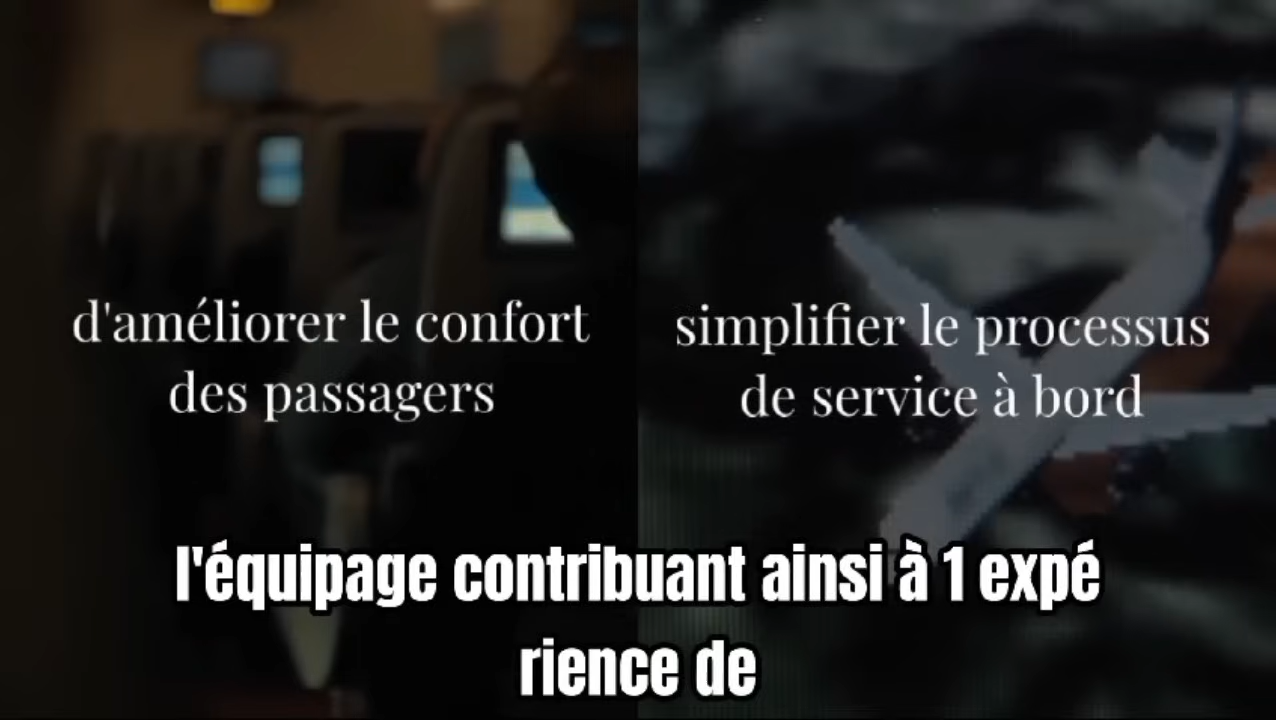 d'améliorer le confort
des passagers
simplifier le processus
de service à bord
l'équipage contribuant ainsi à 1 expé
rience de